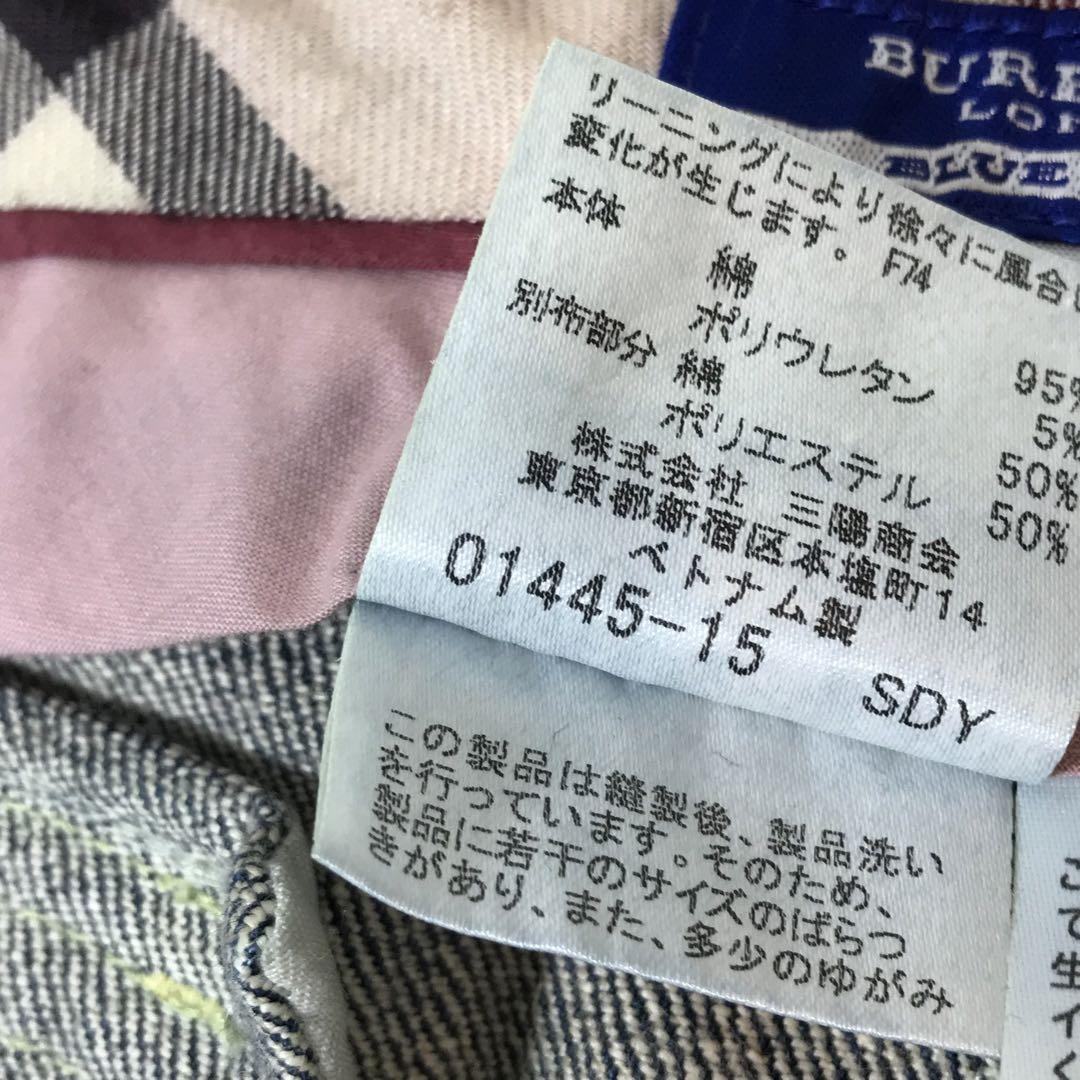 BUR
LO
BLUE
リーニングにより徐々に風合
変化が生じます。 F74
本体 綿 95%
ポリウレタン 5%
別布部分 綿 50%
ポリエステル 50%
株式会社 三陽商会
東京都新宿区本塩町14
ベトナム製
01445-15 SDY
この製品は縫製後、製品洗い
を行っています。そのため、
製品に若干のサイズのばらつ
きがあり、また、多少のゆがみ
こ
て
生
イ